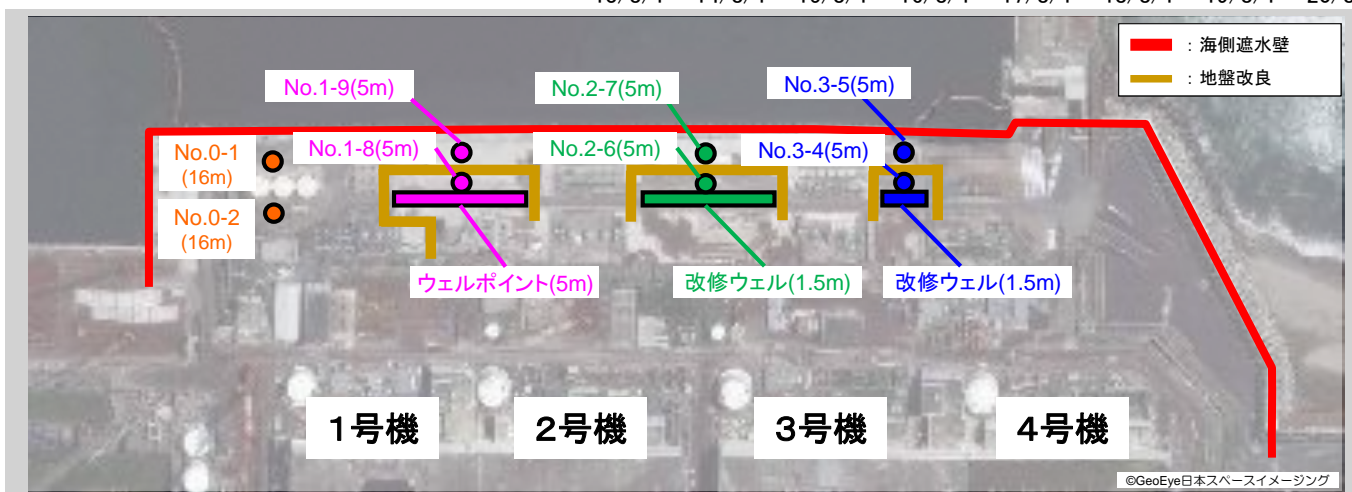 ：海側遮水壁
：地盤改良
No.1-9(5m)
No.2-7(5m)
No.3-5(5m)
No.0-1
(16m)
No.1-8(5m)
No.2-6(5m)
No.3-4(5m)
No.0-2
(16m)
ウェルポイント(5m)
改修ウェル(1.5m)
改修ウェル(1.5m)
1号機
2号機
3号機
4号機
©GeoEye日本スペースイメージング